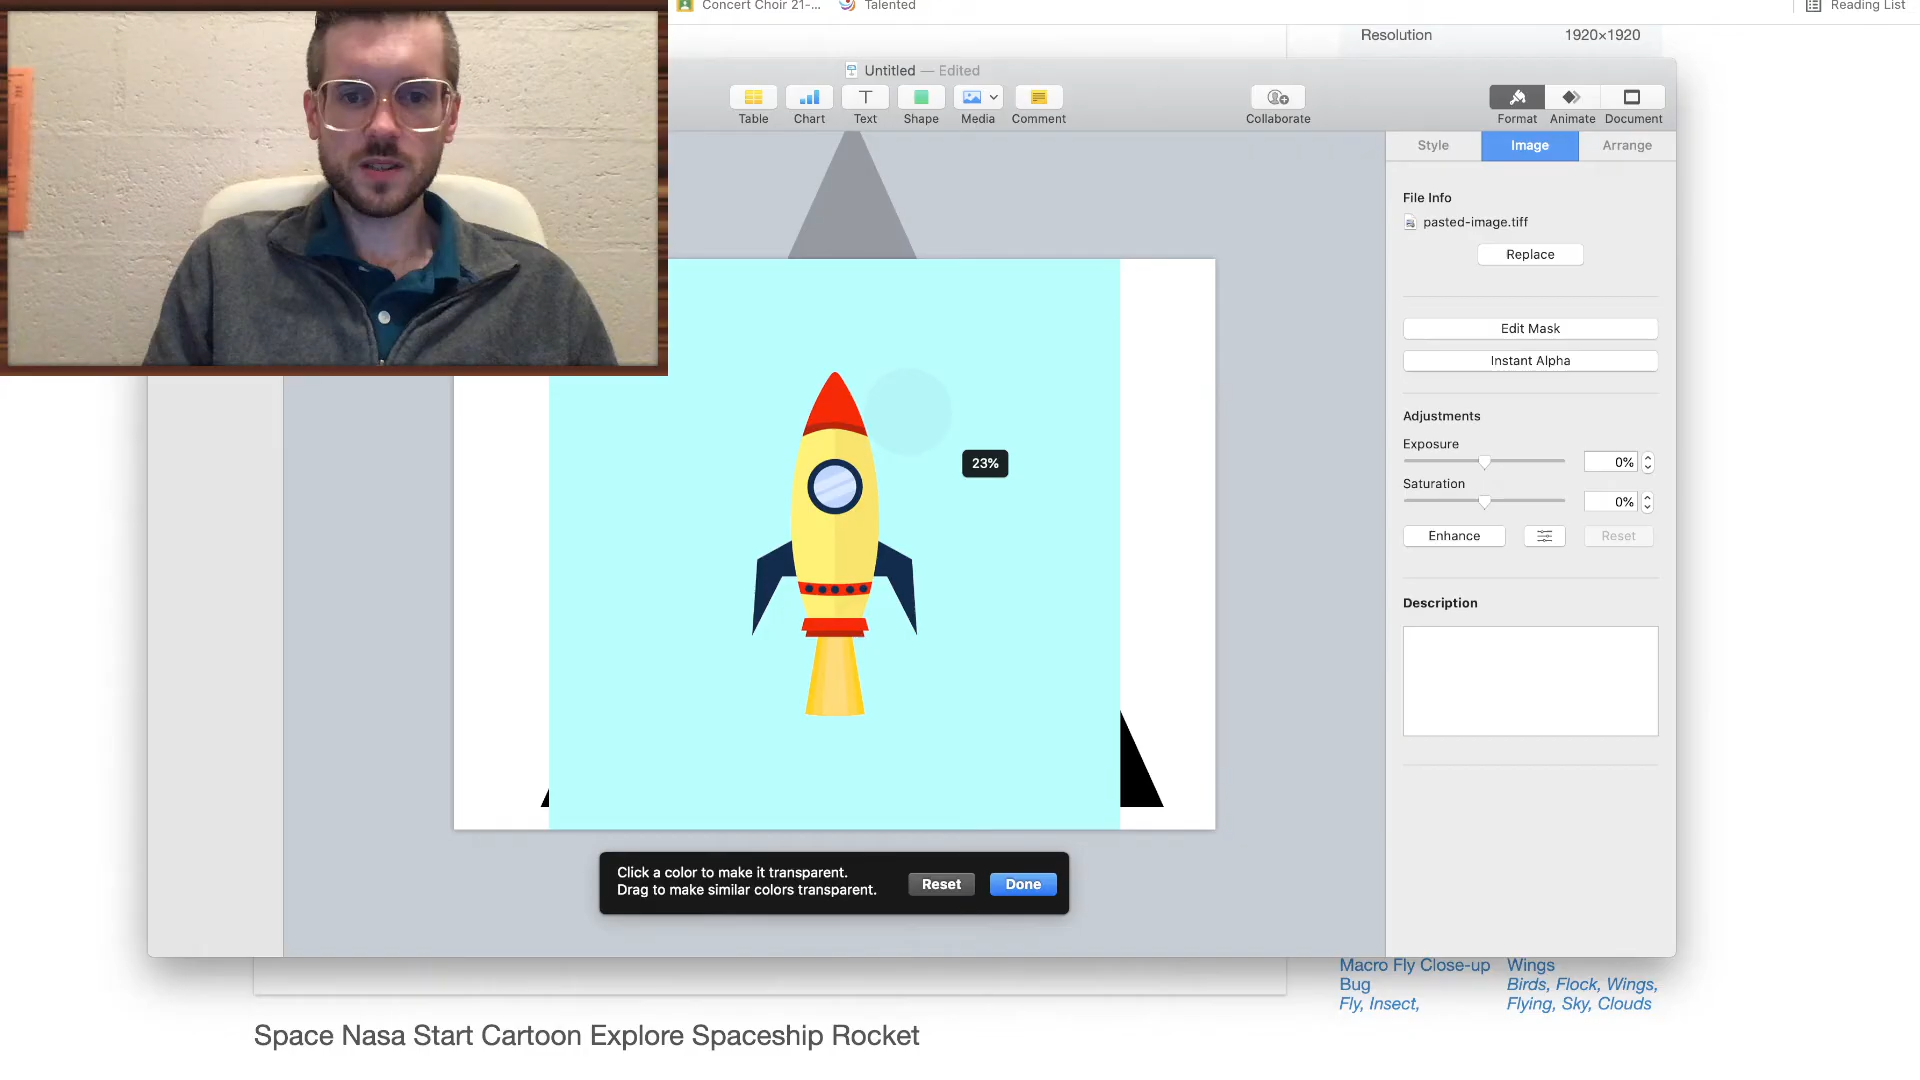 Concert Choir 21-...
Talented
Reading List
Resolution
1920×1920
Untitled — Edited
Table
Chart
Text
Shape
Media
Comment
Collaborate
Format
Animate
Document
Style
Image
Arrange
File Info
pasted-image.tiff
Replace
Edit Mask
Instant Alpha
Adjustments
Exposure
0%
Saturation
0%
Enhance
Reset
Description
23%
Click a color to make it transparent.
Drag to make similar colors transparent.
Reset
Done
Macro Fly Close-up
Bug
Fly, Insect,
Wings
Birds, Flock, Wings,
Flying, Sky, Clouds
Space Nasa Start Cartoon Explore Spaceship Rocket